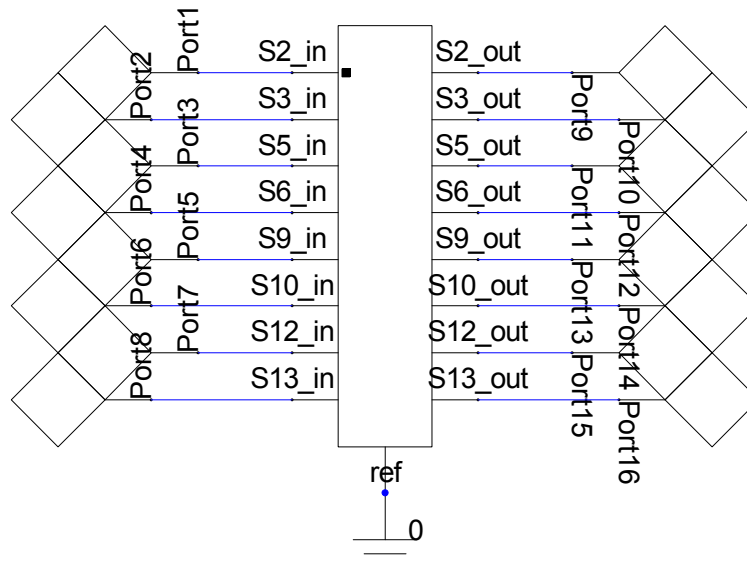 Port1
S2_in
S2_out
Port2
Port3
S3_in
S3_out
Port9
Port4
S5_in
S5_out
Port10
Port5
S6_in
S6_out
Port11
Port6
S9_in
S9_out
Port12
Port7
S10_in
S10_out
Port13
Port8
S12_in
S12_out
Port14
S13_in
S13_out
Port15
Port16
ref
0